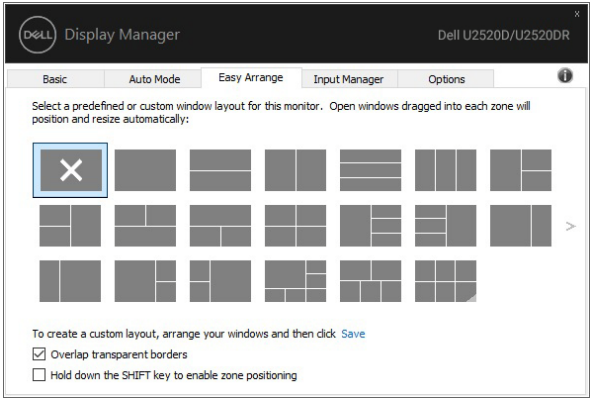 DELL Display Manager
Dell U2520D/U2520DR
x
Basic
Auto Mode
Easy Arrange
Input Manager
Options
i
Select a predefined or custom window layout for this monitor. Open windows dragged into each zone will
position and resize automatically:
>
To create a custom layout, arrange your windows and then click Save
Overlap transparent borders
Hold down the SHIFT key to enable zone positioning